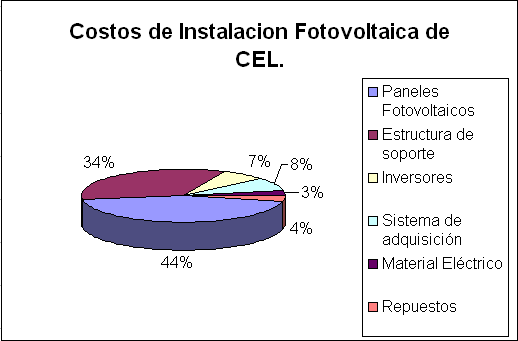 Costos de Instalacion Fotovoltaica de
CEL.
34%
7%
8%
3%
4%
44%
Paneles
Fotovoltaicos
Estructura de
soporte
Inversores
Sistema de
adquisición
Material Eléctrico
Repuestos